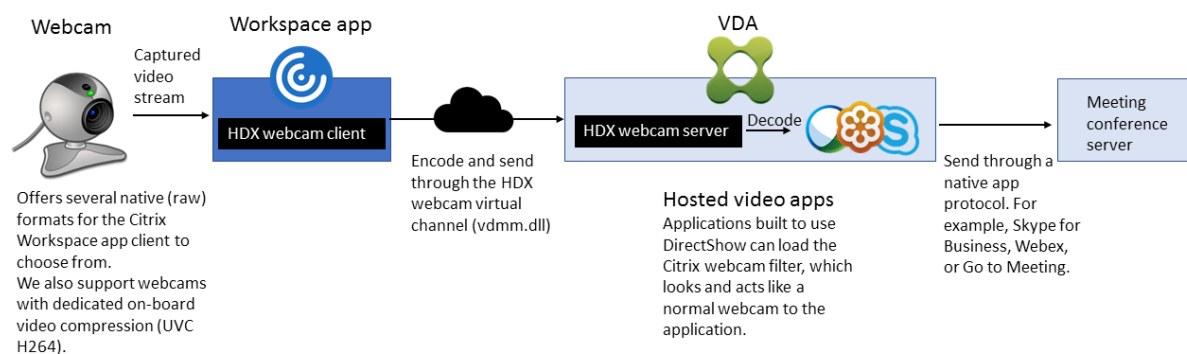 Webcam
Workspace app
VDA
Captured
video
stream
HDX webcam client
HDX webcam server
Decode
S
Meeting
conference
server
Offers several native (raw)
formats for the Citrix
Workspace app client to
choose from.
We also support webcams
with dedicated on-board
video compression (UVC
H264).
Encode and send
through the HDX
webcam virtual
channel (vdmm.dll)
Hosted video apps
Applications built to use
DirectShow can load the
Citrix webcam filter, which
looks and acts like a
normal webcam to the
application.
Send through a
native app
protocol. For
example, Skype for
Business, Webex,
or Go to Meeting.